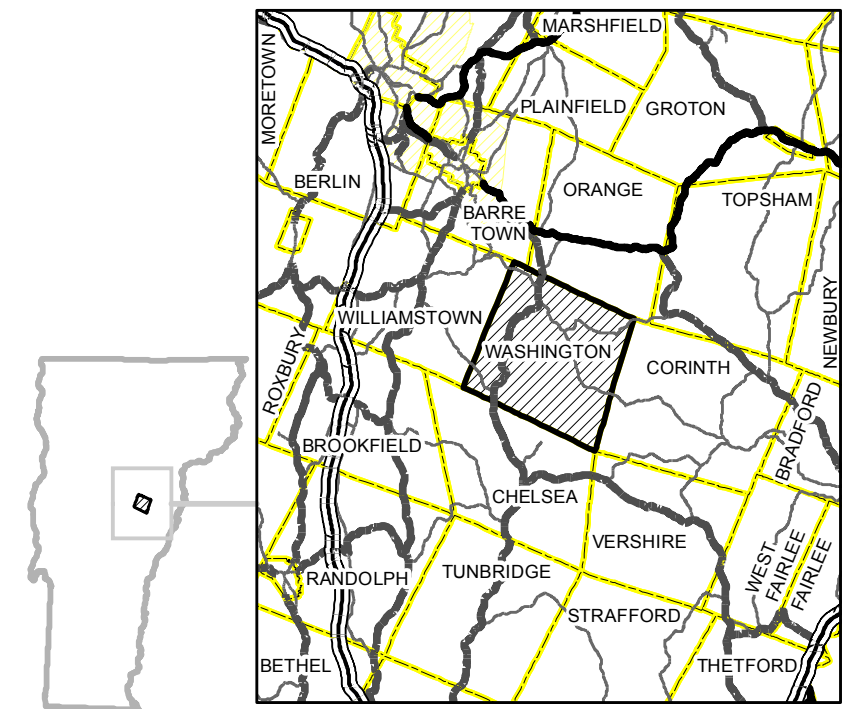 MARSHFIELD
MORETOWN
PLAINFIELD
GROTON
BERLIN
ORANGE
TOPSHAM
BARRE
TOWN
NEWBURY
WILLIAMSTOWN
WASHINGTON
CORINTH
ROXBURY
BRADFORD
BROOKFIELD
CHELSEA
VERSHIRE
WEST
FAIRLEE
FAIRLEE
RANDOLPH
TUNBRIDGE
STRAFFORD
BETHEL
THETFORD